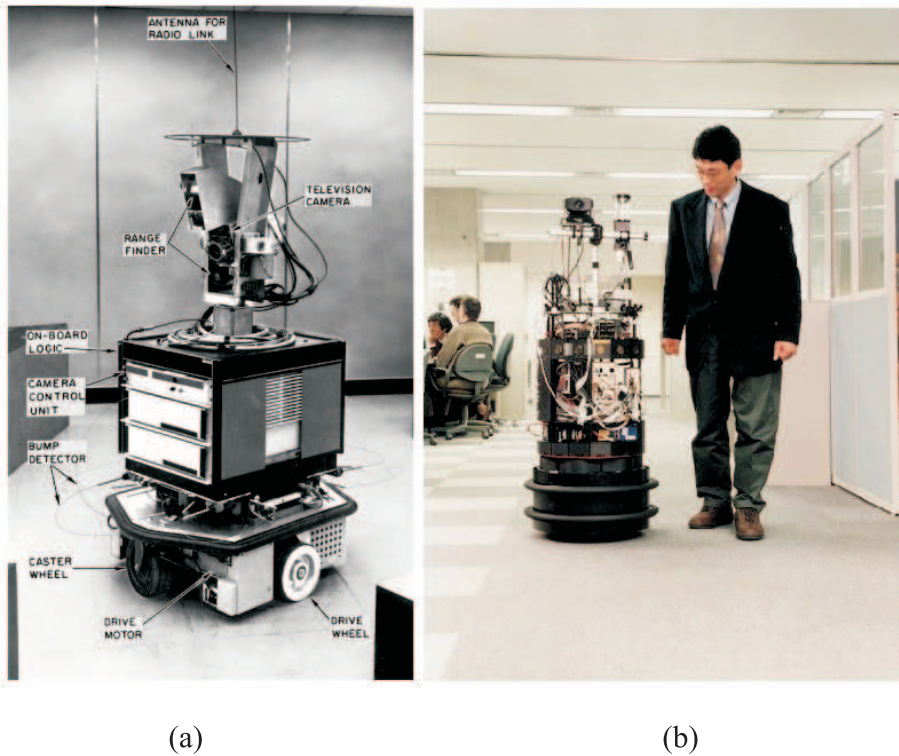 ANTENNA FOR
RADIO LINK
TELEVISION
CAMERA
RANGE
FINDER
ON-BOARD
LOGIC
CAMERA
CONTROL
UNIT
BUMP
DETECTOR
CASTER
WHEEL
DRIVE
MOTOR
DRIVE
WHEEL
(a)
(b)